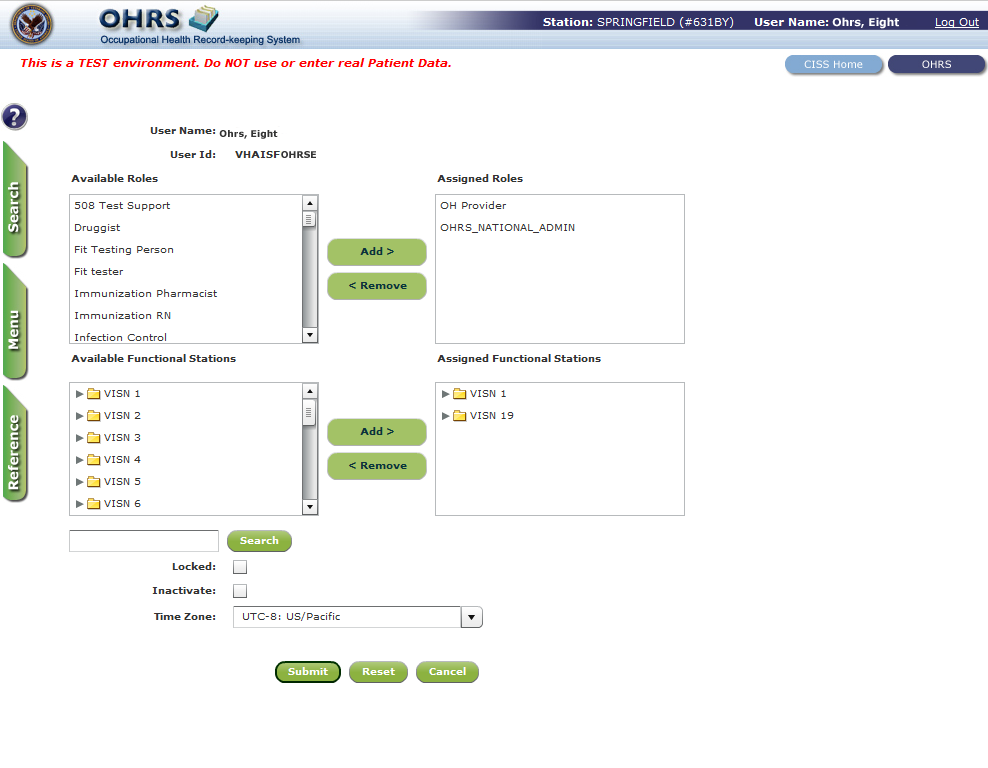 OHRS
Occupational Health Record-keeping System
Station: SPRINGFIELD (#631BY) User Name: Ohrs, Eight Log Out
This is a TEST environment. Do NOT use or enter real Patient Data.
CISS Home OHRS
?
Search
Menu
Reference
User Name: Ohrs, Eight
User Id: VHAISFOHRSE
Available Roles
508 Test Support
Druggist
Fit Testing Person
Fit tester
Immunization Pharmacist
Immunization RN
Infection Control
Add >
< Remove
Assigned Roles
OH Provider
OHRS_NATIONAL_ADMIN
Available Functional Stations
VISN 1
VISN 2
VISN 3
VISN 4
VISN 5
VISN 6
Add >
< Remove
Assigned Functional Stations
VISN 1
VISN 19
Search
Locked:
Inactivate:
Time Zone: UTC-8: US/Pacific
Submit Reset Cancel